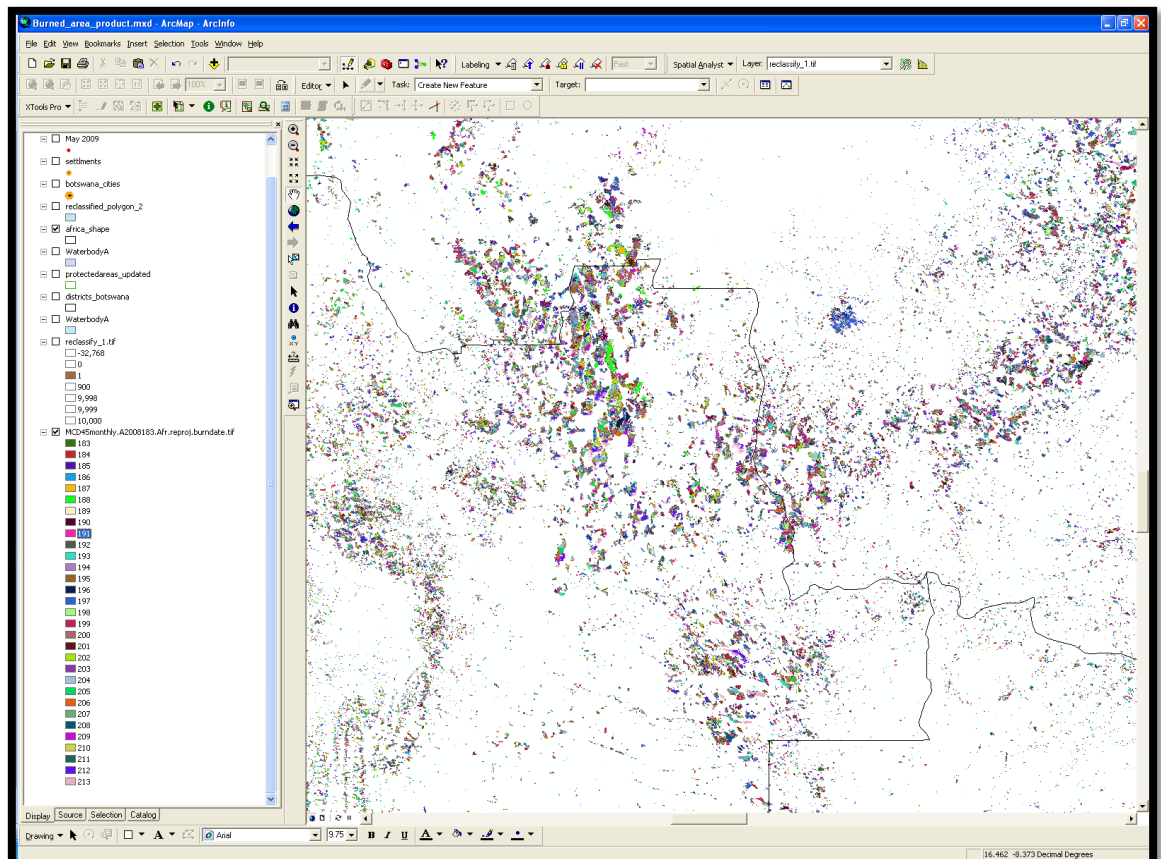 Burned_area_product.mxd - ArcMap - ArcInfo
File Edit View Bookmarks Insert Selection Tools Window Help
Labeling Fast Spatial Analyst Layer: reclassify_1.tif
100% Editor Task: Create New Feature Target:
XTools Pro
May 2009
settlments
botswana_cities
reclassified_polygon_2
africa_shape
WaterbodyA
protectedareas_updated
districts_botswana
WaterbodyA
reclassify_1.tif
-32,768
0
1
900
9,998
9,999
10,000
MCD45monthly.A2008183.Afr.reproj.burndate.tif
183
184
185
186
187
188
189
190
191
192
193
194
195
196
197
198
199
200
201
202
203
204
205
206
207
208
209
210
211
212
213
Display Source Selection Catalog
Drawing A Arial 9.75 B I U A
16.462 -8.373 Decimal Degrees